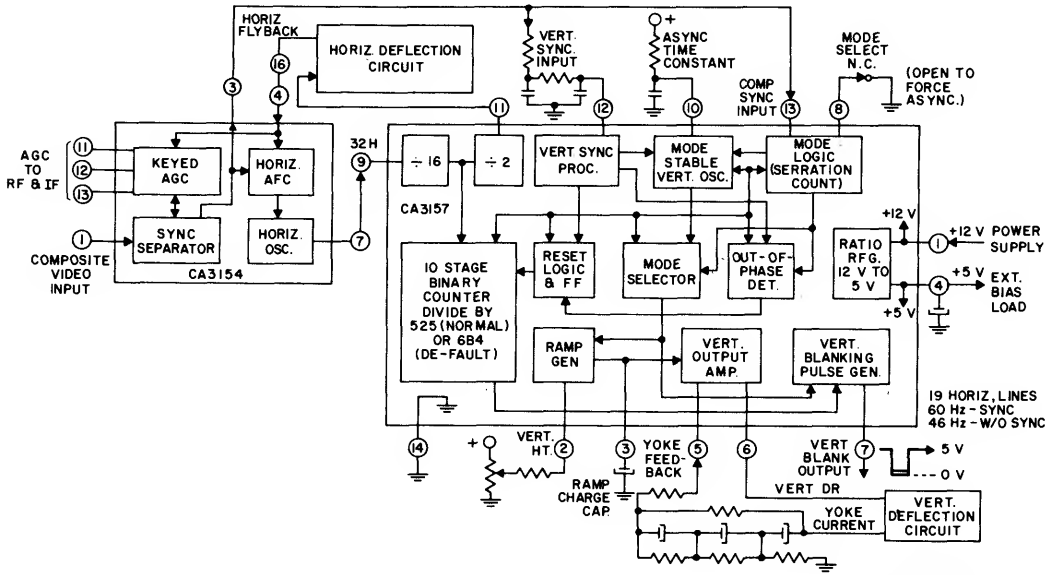 HORIZ
FLYBACK
16
HORIZ. DEFLECTION
CIRCUIT
3
4
VERT.
SYNC.
INPUT
+
ASYNC
TIME
CONSTANT
MODE
SELECT
N.C.
(OPEN TO
FORCE
ASYNC.)
COMP
SYNC
INPUT
11
12
10
13
8
AGC
TO
RF & IF
11
12
13
KEYED
AGC
HORIZ.
AFC
SYNC
SEPARATOR
HORIZ.
OSC.
CA3154
1
COMPOSITE VIDEO
INPUT
7
32H
9
÷ 16
÷ 2
CA3157
VERT SYNC
PROC.
MODE
STABLE
VERT. OSC.
MODE
LOGIC
(SERRATION
COUNT)
10 STAGE
BINARY
COUNTER
DIVIDE BY
525 (NORMAL)
OR 684
(DE-FAULT)
RESET
LOGIC
& FF
MODE
SELECTOR
OUT-OF-
PHASE
DET.
RATIO
RFG.
12 V TO
5 V
+12V
1
+12 V POWER
SUPPLY
+5V
4
+5 V
EXT.
BIAS
LOAD
RAMP
GEN
VERT.
OUTPUT
AMP.
VERT.
BLANKING
PULSE GEN.
19 HORIZ, LINES
60 Hz - SYNC
46 Hz - W/O SYNC
14
+
VERT.
HT.
2
3
RAMP
CHARGE
CAP.
YOKE
FEED-
BACK
5
6
VERT
BLANK
OUTPUT
7
5 V
0 V
VERT DR
YOKE
CURRENT
VERT.
DEFLECTION
CIRCUIT